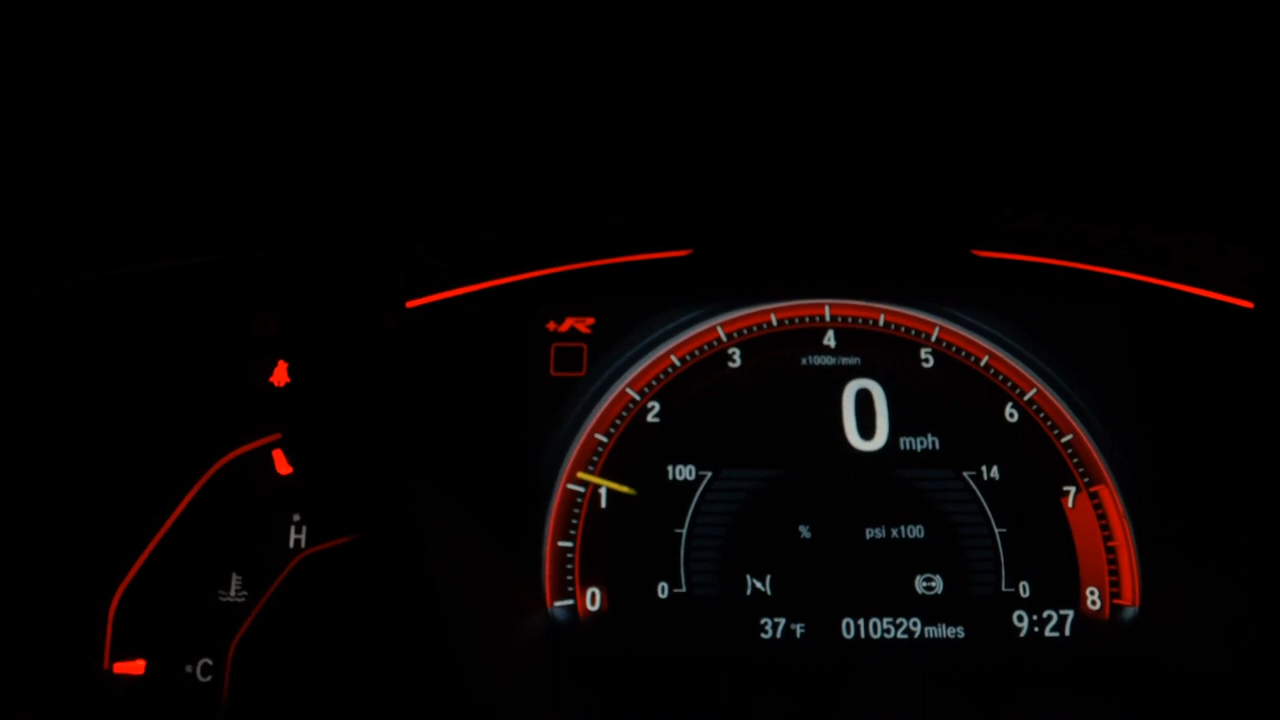 +R
4
3 5
x1000r/min
2 6
0 mph
100 14
1 7
% psi x100
H
0 0
0 8
37 °F 010529 miles 9:27
C